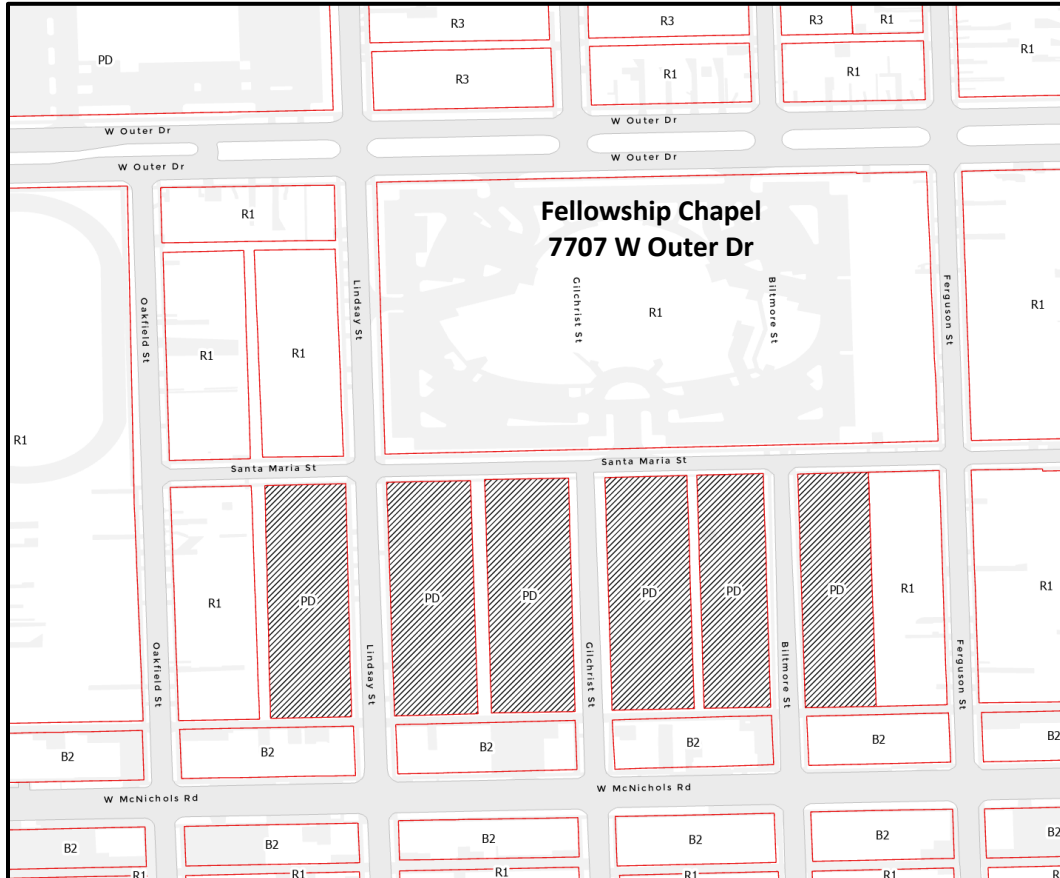 R3
R3
R3
R1
PD
R1
R3
R1
R1
W Outer Dr
W Outer Dr
W Outer Dr
W Outer Dr
R1
Fellowship Chapel
7707 W Outer Dr
Oakfield St
Lindsay St
Gilchrist St
Biltmore St
Ferguson St
R1
R1
R1
R1
R1
Santa Maria St
Santa Maria St
R1
PD
PD
PD
PD
PD
PD
R1
R1
Oakfield St
Lindsay St
Gilchrist St
Biltmore St
Ferguson St
B2
B2
B2
B2
B2
B2
W McNichols Rd
W McNichols Rd
B2
B2
B2
B2
B2
B2
R1
R1
R1
R1
R1
R1